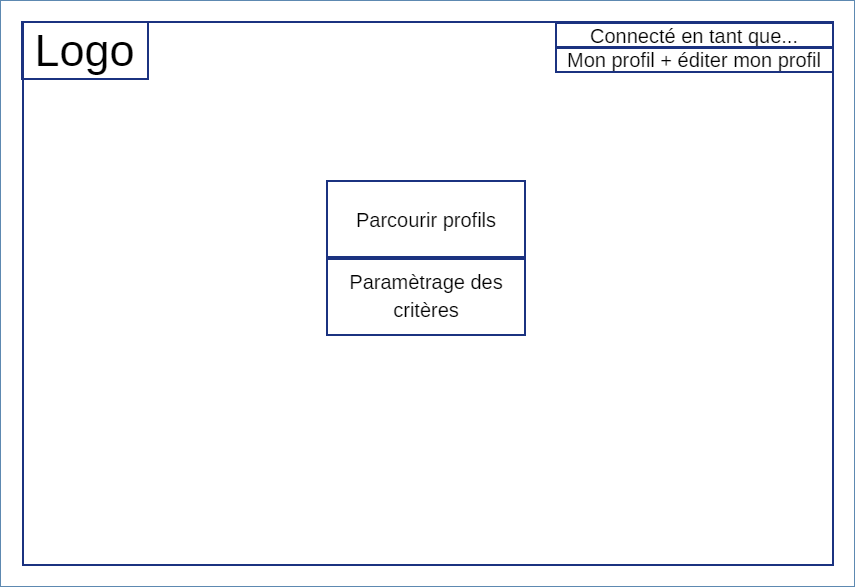 Logo
Connecté en tant que...
Mon profil + éditer mon profil
Parcourir profils
Paramètrage des
critères